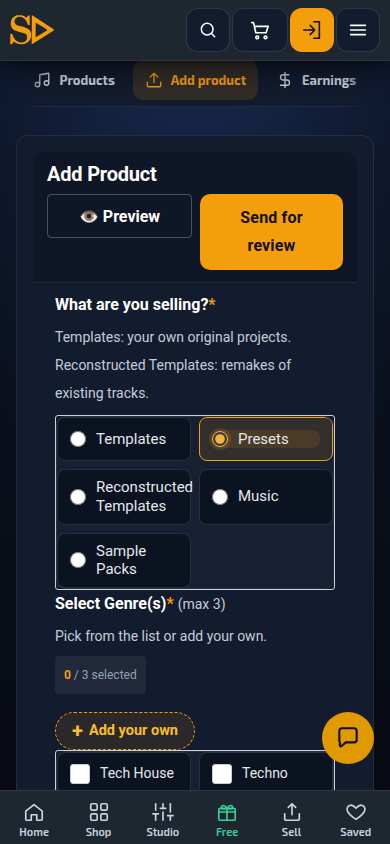 Products
Add product
Earnings
Add Product
Preview
Send for
review
What are you selling?*
Templates: your own original projects.
Reconstructed Templates: remakes of
existing tracks.
Templates
Presets
Reconstructed
Templates
Music
Sample
Packs
Select Genre(s)* (max 3)
Pick from the list or add your own.
0 / 3 selected
+ Add your own
Tech House
Techno
Home
Shop
Studio
Free
Sell
Saved